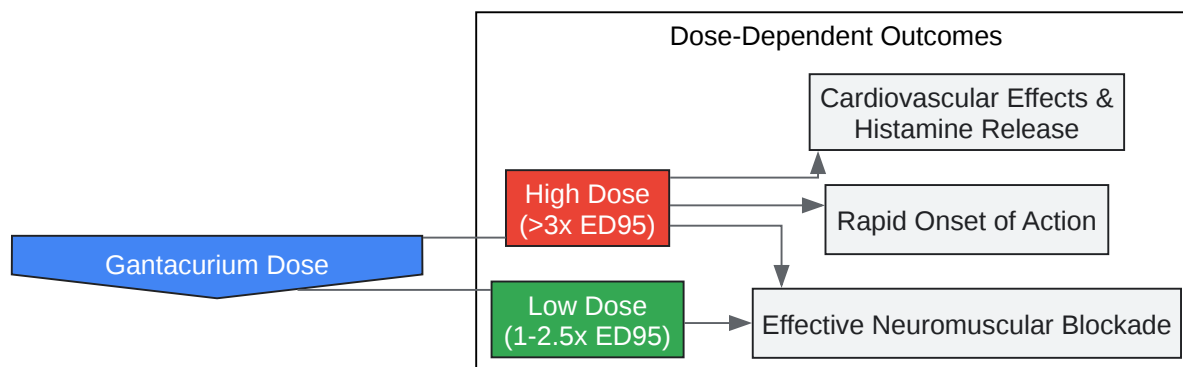 Dose-Dependent Outcomes
Cardiovascular Effects &
Histamine Release
High Dose
(>3x ED95)
Rapid Onset of Action
Gantacurium Dose
Low Dose
(1-2.5x ED95)
Effective Neuromuscular Blockade